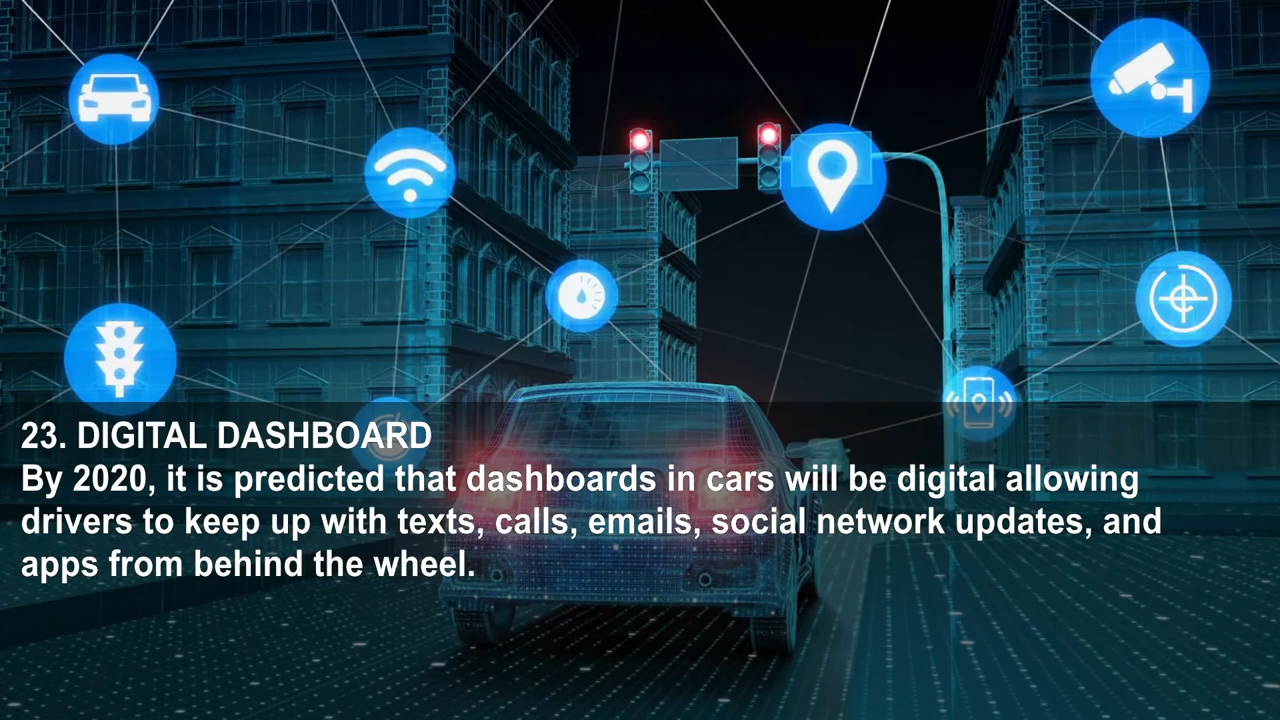 23. DIGITAL DASHBOARD
By 2020, it is predicted that dashboards in cars will be digital allowing
drivers to keep up with texts, calls, emails, social network updates, and
apps from behind the wheel.